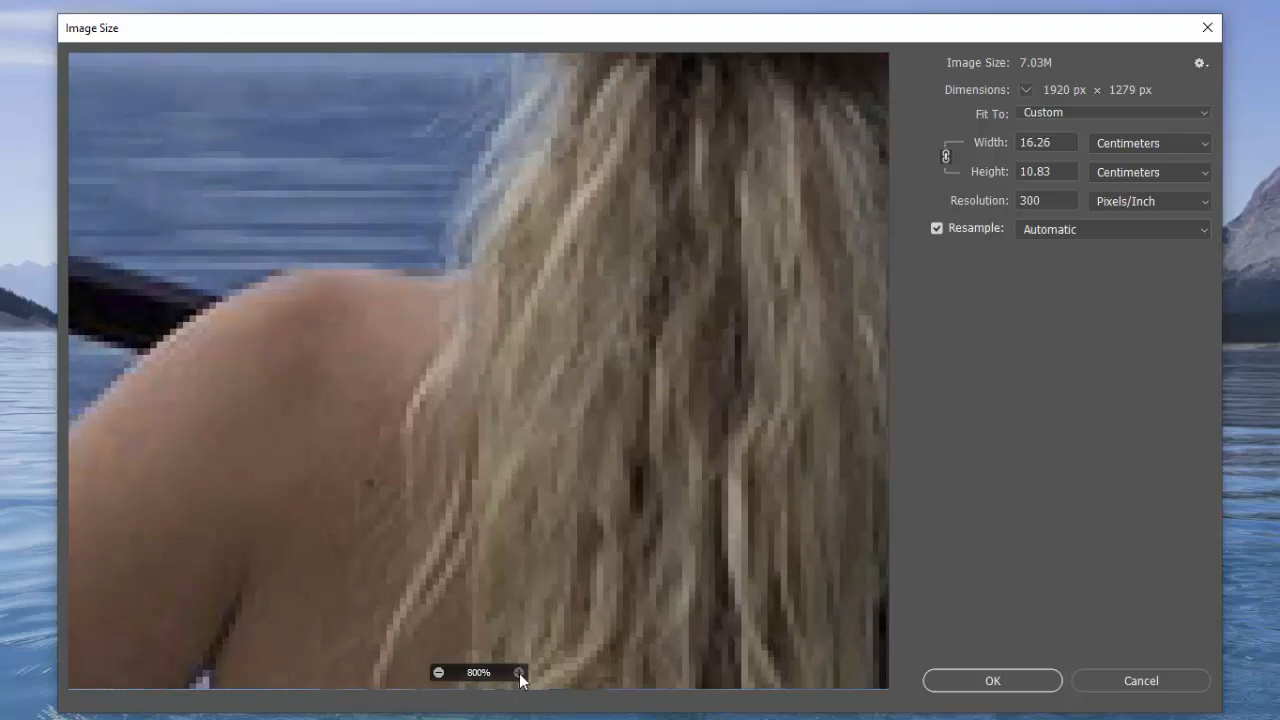 Image Size
Image Size: 7.03M
Dimensions: 1920 px × 1279 px
Fit To: Custom
Width: 16.26 Centimeters
Height: 10.83 Centimeters
Resolution: 300 Pixels/Inch
Resample: Automatic
800%
OK Cancel